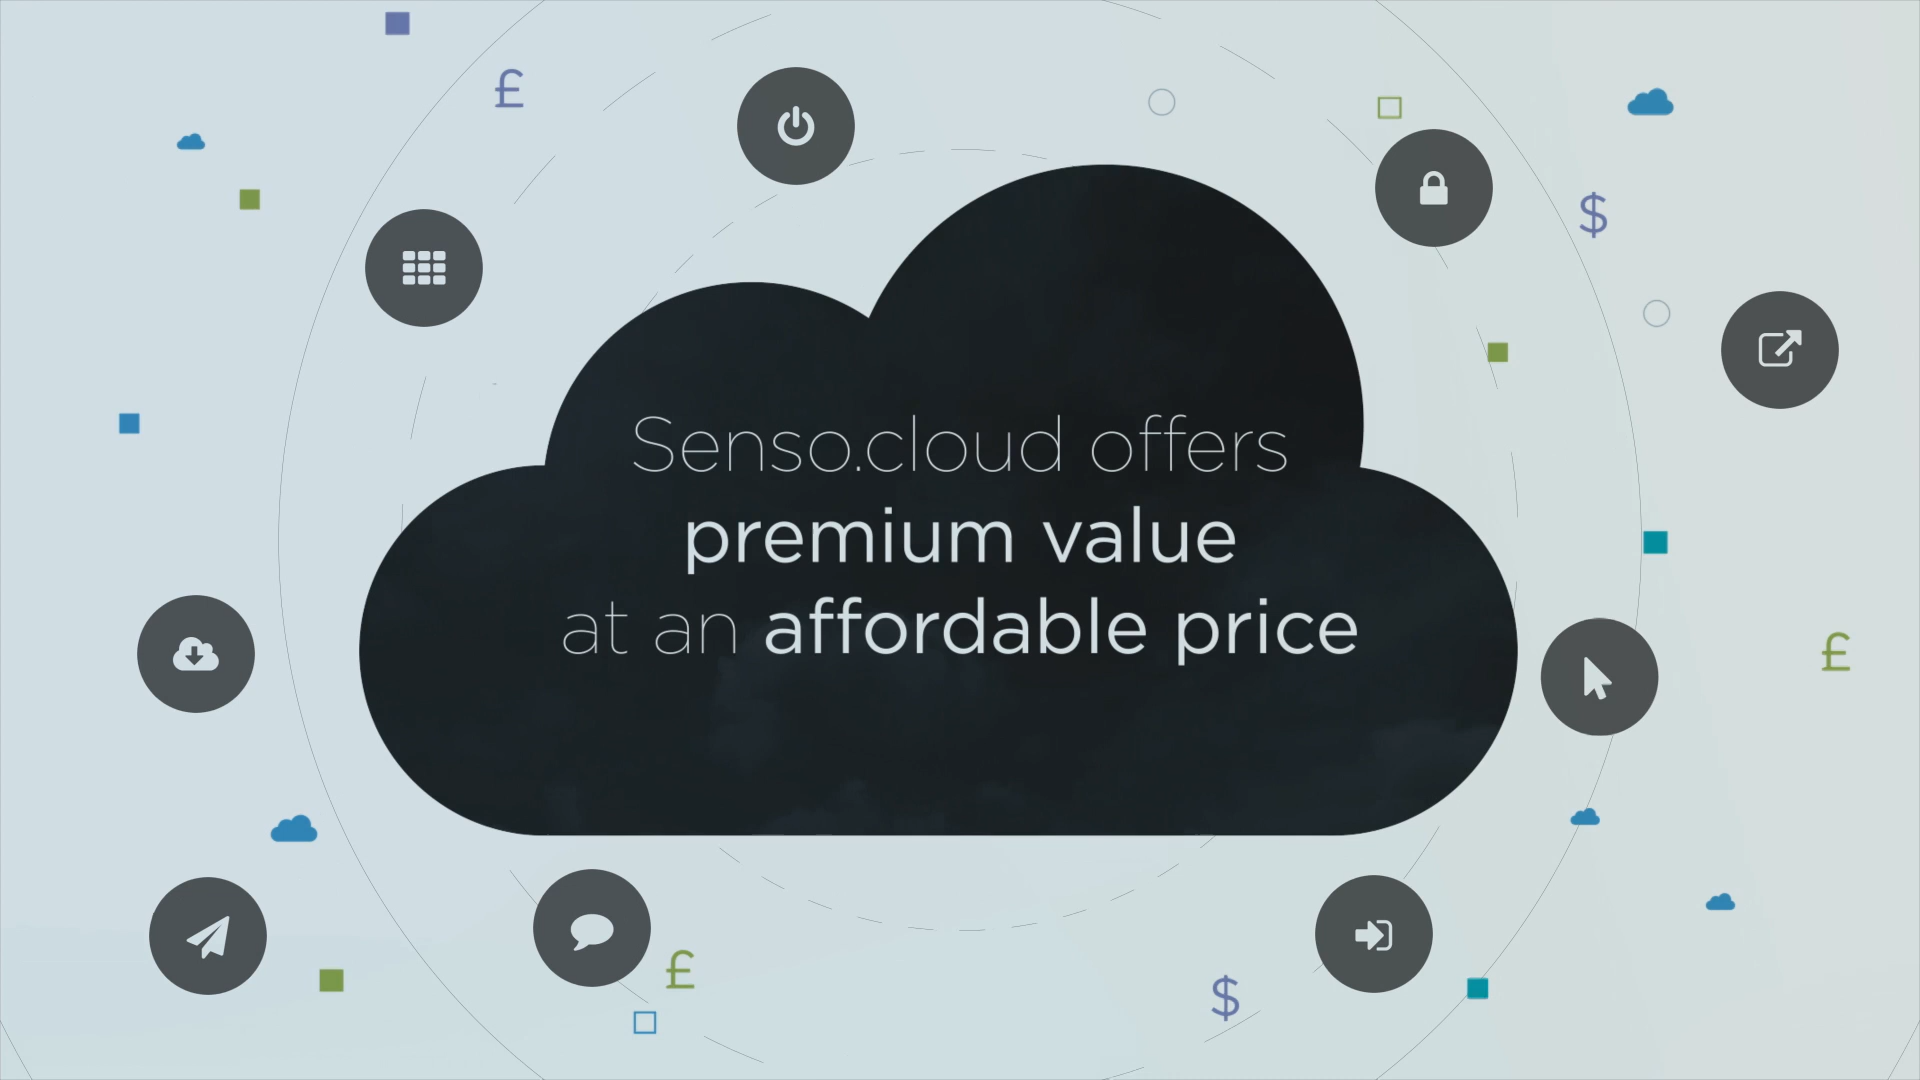 £
$
Senso.cloud offers
premium value
at an affordable price
£
£
$